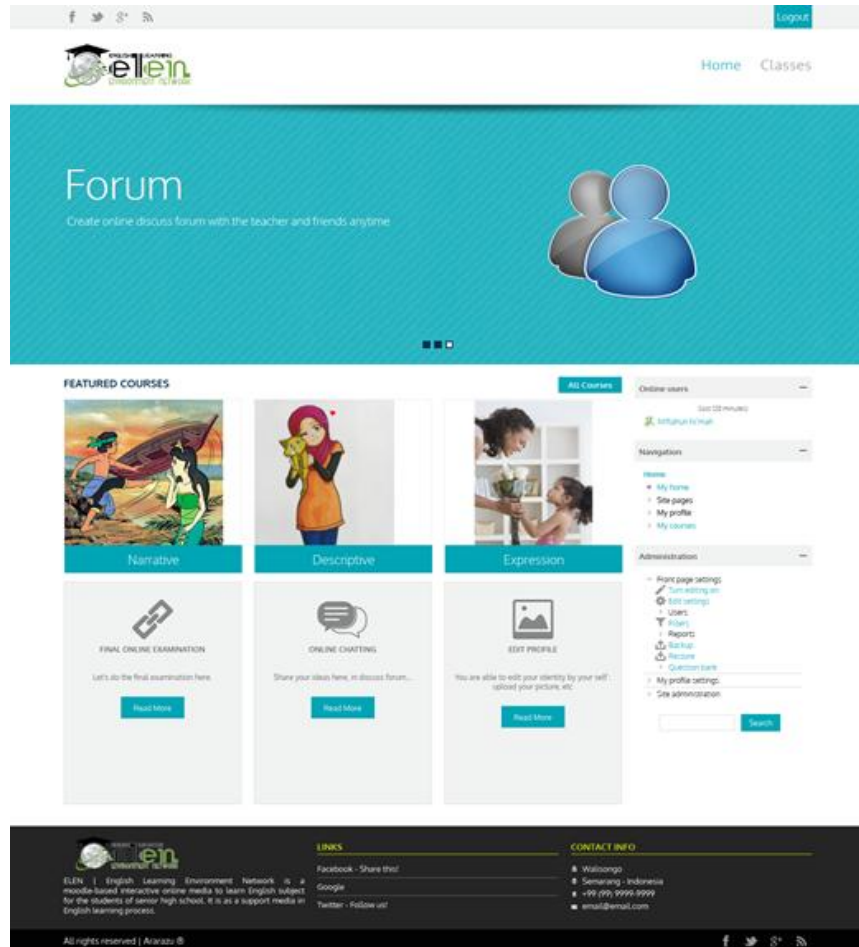 Logout
ENGLISH LEARNING
elen
ENVIRONMENT NETWORK
Home Classes
Forum
Create online discuss forum with the teacher and friends anytime
FEATURED COURSES
All Courses
Narrative
Descriptive
Expression
FINAL ONLINE EXAMINATION
Let's do the final examination here.
Read More
ONLINE CHATTING
Share your ideas here, in discuss forum...
Read More
EDIT PROFILE
You are able to edit your identity by your self :
upload your picture, etc
Read More
Online users
Navigation
Home
My home
Site pages
My profile
My courses
Administration
Front page settings
Turn editing on
Edit settings
Users
Filters
Reports
Backup
Restore
Question bank
My profile settings
Site administration
Search
elen
ELEN | English Learning Environment Network is a
moodle-based interactive online media to learn English subject
for the students of senior high school. It is as a support media in
English learning process.
LINKS
Facebook - Share this!
Google
Twitter - Follow us!
CONTACT INFO
Walisongo
Semarang - Indonesia
+99 (99) 9999-9999
email@email.com
All rights reserved | Ararazu ®